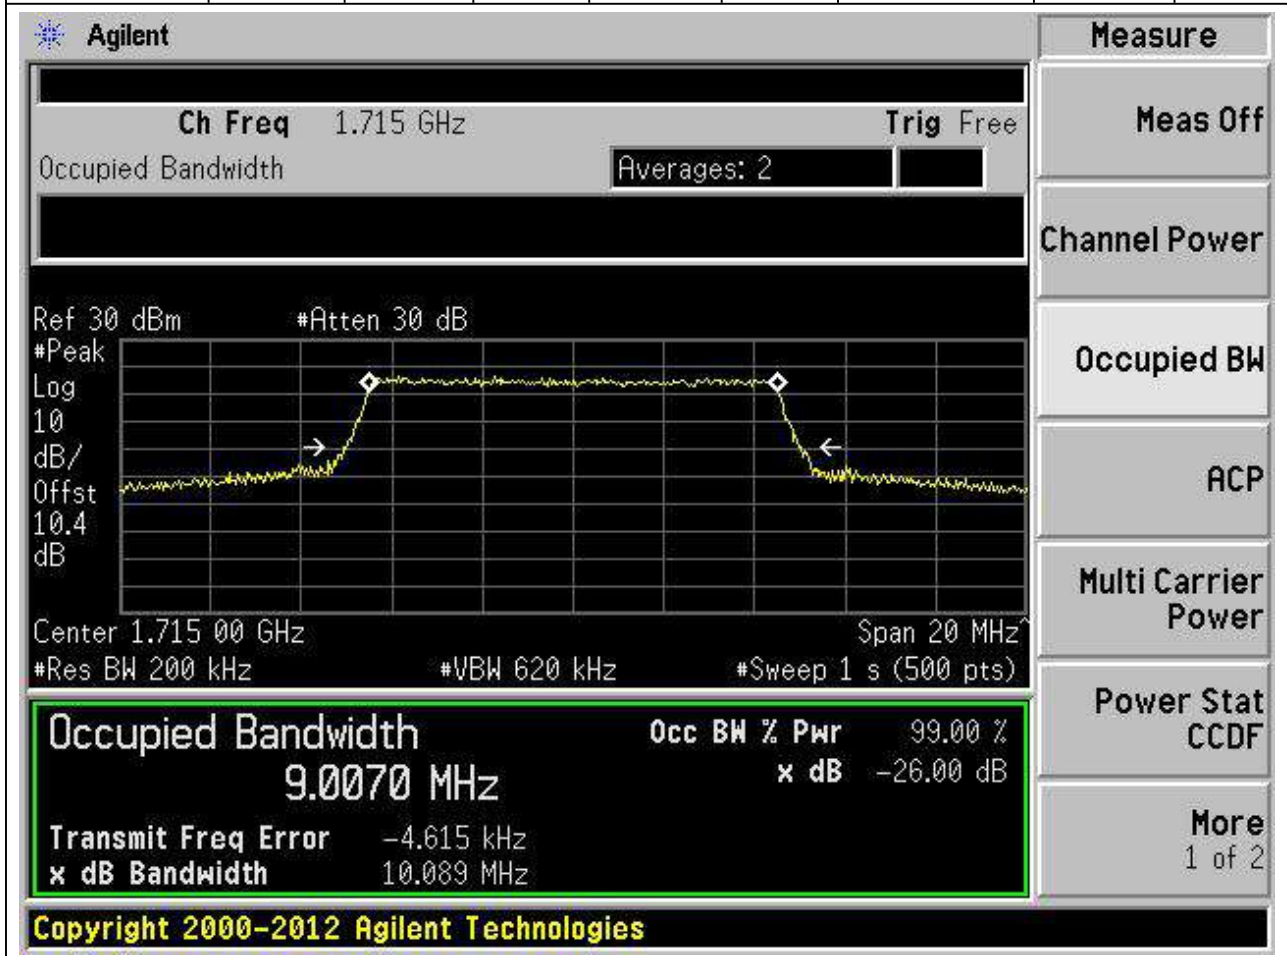 Agilent
Measure
Ch Freq 1.715 GHz Trig Free
Occupied Bandwidth Averages: 2
Meas Off
Channel Power
Occupied BW
ACP
Multi Carrier
Power
Power Stat
CCDF
More
1 of 2
Ref 30 dBm #Atten 30 dB
#Peak
Log
10
dB/
Offst
10.4
dB
Center 1.715 00 GHz Span 20 MHz^
#Res BW 200 kHz #VBW 620 kHz #Sweep 1 s (500 pts)
Occupied Bandwidth Occ BW % Pwr 99.00 %
9.0070 MHz x dB -26.00 dB
Transmit Freq Error -4.615 kHz
x dB Bandwidth 10.089 MHz
Copyright 2000-2012 Agilent Technologies